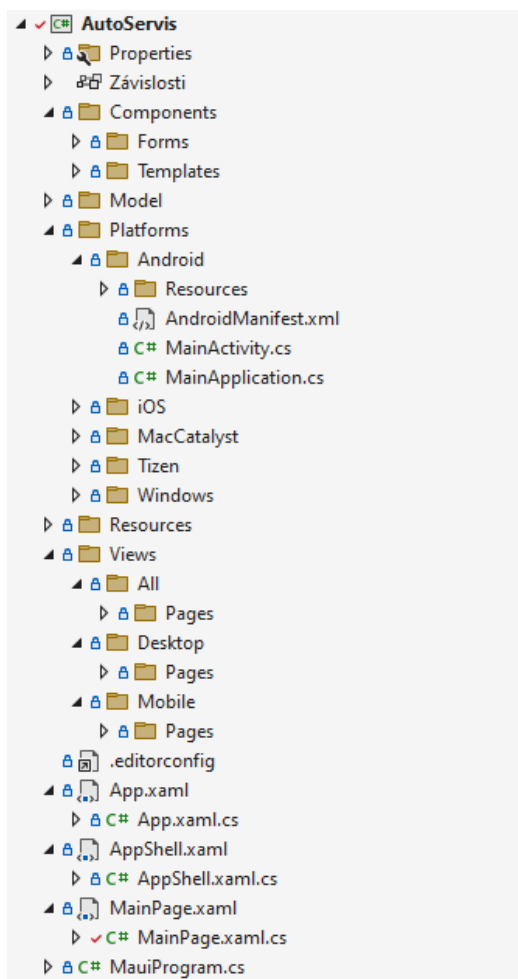 C# AutoServis
Properties
Závislosti
Components
Forms
Templates
Model
Platforms
Android
Resources
AndroidManifest.xml
C# MainActivity.cs
C# MainApplication.cs
iOS
MacCatalyst
Tizen
Windows
Resources
Views
All
Pages
Desktop
Pages
Mobile
Pages
.editorconfig
App.xaml
C# App.xaml.cs
AppShell.xaml
C# AppShell.xaml.cs
MainPage.xaml
C# MainPage.xaml.cs
C# MauiProgram.cs